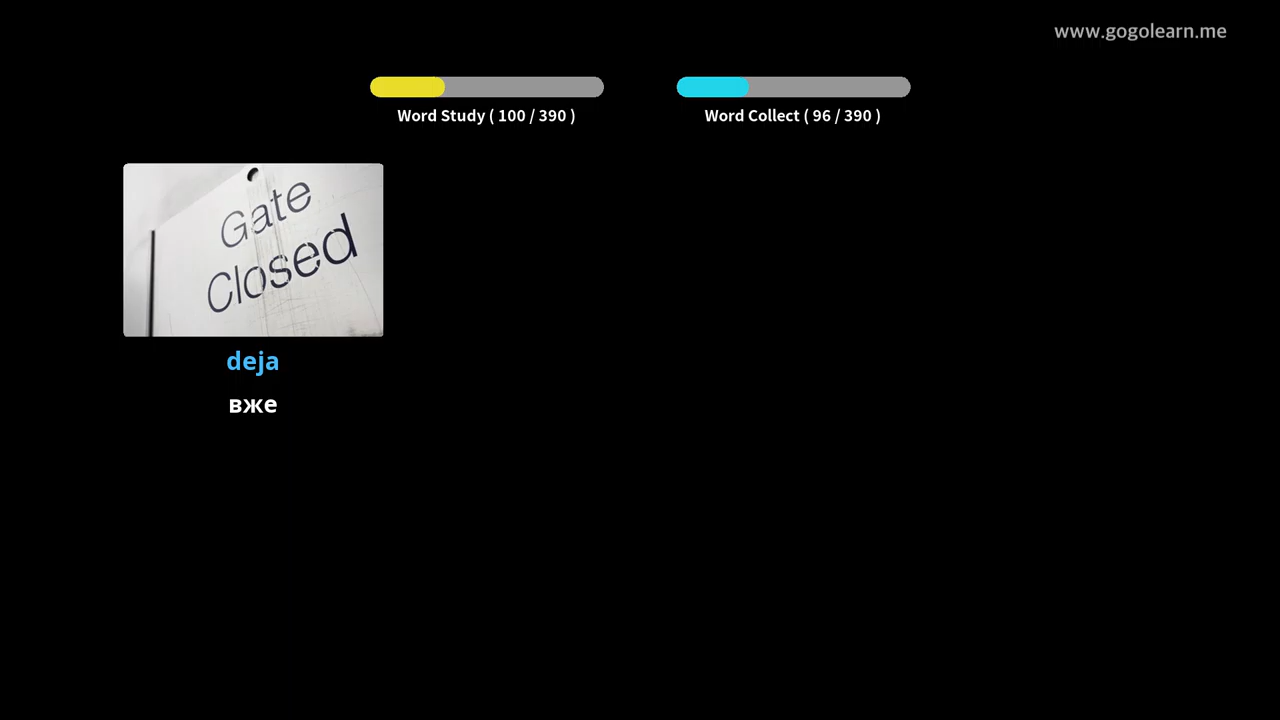 www.gogolearn.me
Word Study ( 100 / 390 )
Word Collect ( 96 / 390 )
Gate
Closed
deja
вже